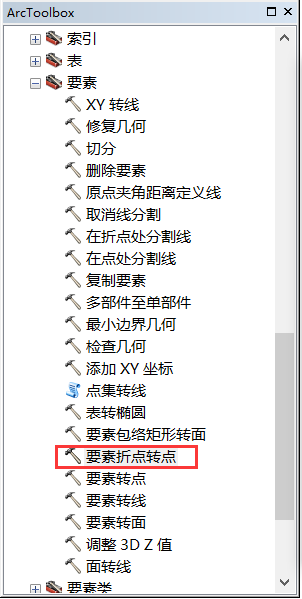 ArcToolbox
索引
表
要素
XY 转线
修复几何
切分
删除要素
原点夹角距离定义线
取消线分割
在折点处分割线
在点处分割线
复制要素
多部件至单部件
最小边界几何
检查几何
添加 XY 坐标
点集转线
表转椭圆
要素包络矩形转面
要素折点转点
要素转点
要素转线
要素转面
调整 3D Z 值
面转线
要素类